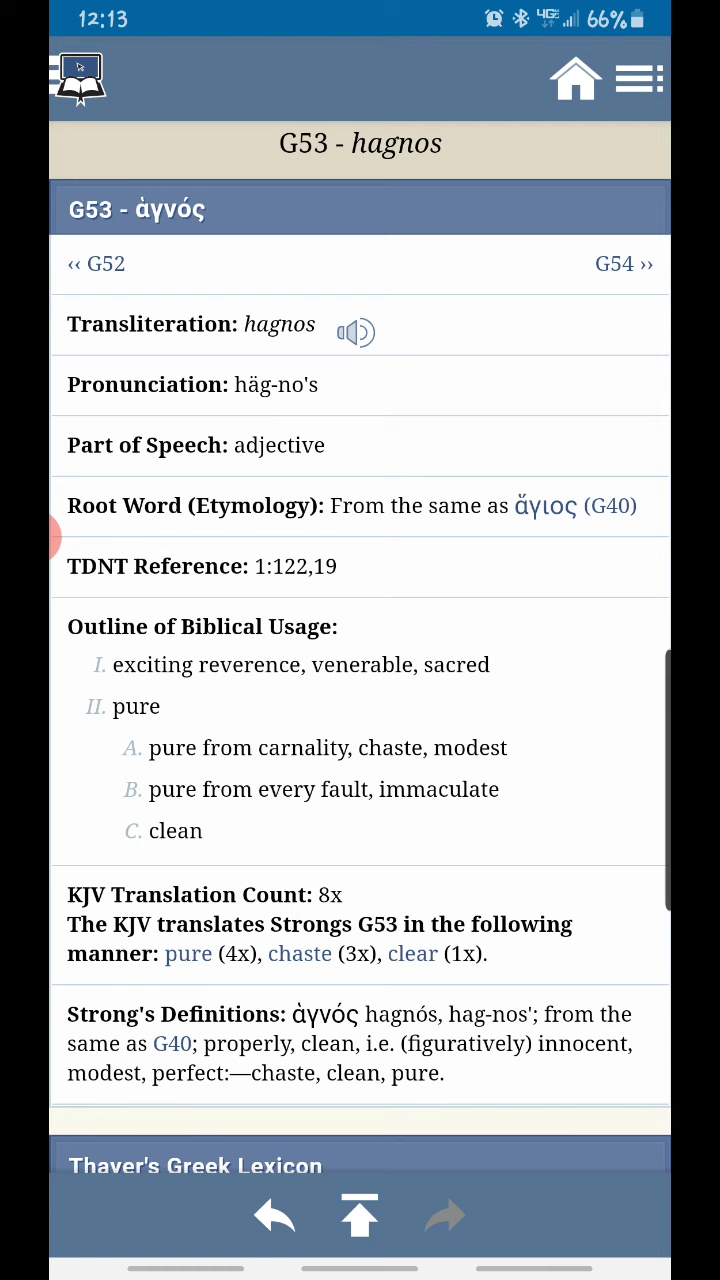 12:13
4GE 66%
G53 - hagnos
G53 - ἁγνός
‹‹ G52
G54 ››
Transliteration: hagnos
Pronunciation: häg-no's
Part of Speech: adjective
Root Word (Etymology): From the same as ἅγιος (G40)
TDNT Reference: 1:122,19
Outline of Biblical Usage:
I. exciting reverence, venerable, sacred
II. pure
A. pure from carnality, chaste, modest
B. pure from every fault, immaculate
C. clean
KJV Translation Count: 8x
The KJV translates Strongs G53 in the following
manner: pure (4x), chaste (3x), clear (1x).
Strong's Definitions: ἁγνός hagnós, hag-nos'; from the
same as G40; properly, clean, i.e. (figuratively) innocent,
modest, perfect:—chaste, clean, pure.
Thayer's Greek Lexicon